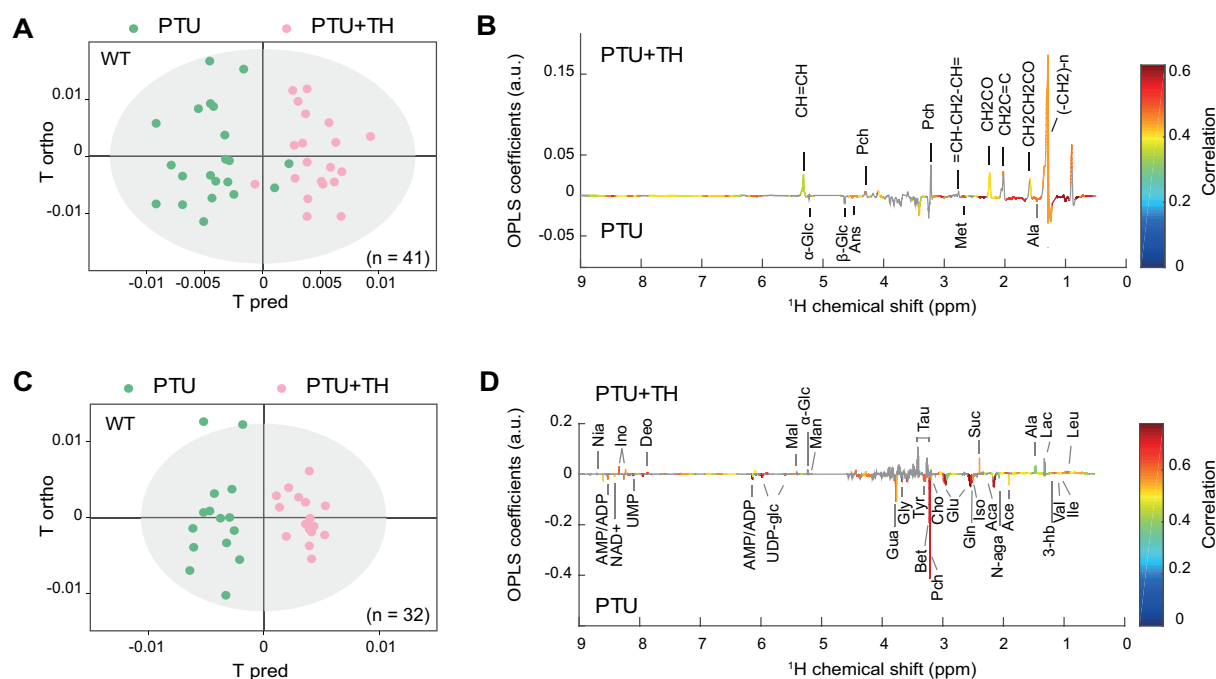 A
PTU
PTU+TH
WT
T ortho
0.01
0
-0.01
(n = 41)
-0.01
-0.005
0
0.005
0.01
T pred
B
PTU+TH
OPLS coefficients (a.u.)
0.15
0.05
0
-0.05
CH=CH
Pch
Pch
=CH-CH2-CH=
CH2CO
CH2C=C
CH2CH2CO
(-CH2)-n
α-Glc
β-Glc
Ans
Met
Ala
PTU
9
8
7
6
5
4
3
2
1
0
¹H chemical shift (ppm)
0.6
0.4
0.2
0
Correlation
C
PTU
PTU+TH
WT
T ortho
0.01
0
-0.01
(n = 32)
-0.01
0
0.01
T pred
D
PTU+TH
OPLS coefficients (a.u.)
0.2
0
-0.2
-0.4
Nia
Ino
Deo
Mal
α-Glc
Man
Tau
Suc
Ala
Lac
Leu
AMP/ADP
NAD+
UMP
AMP/ADP
UDP-glc
Gua
Gly
Tyr
Bet
Pch
Cho
Glu
Gln
Iso
Aca
N-aga
Ace
3-hb
Val
Ile
PTU
9
8
7
6
5
4
3
2
1
0
¹H chemical shift (ppm)
0.6
0.4
0.2
0
Correlation